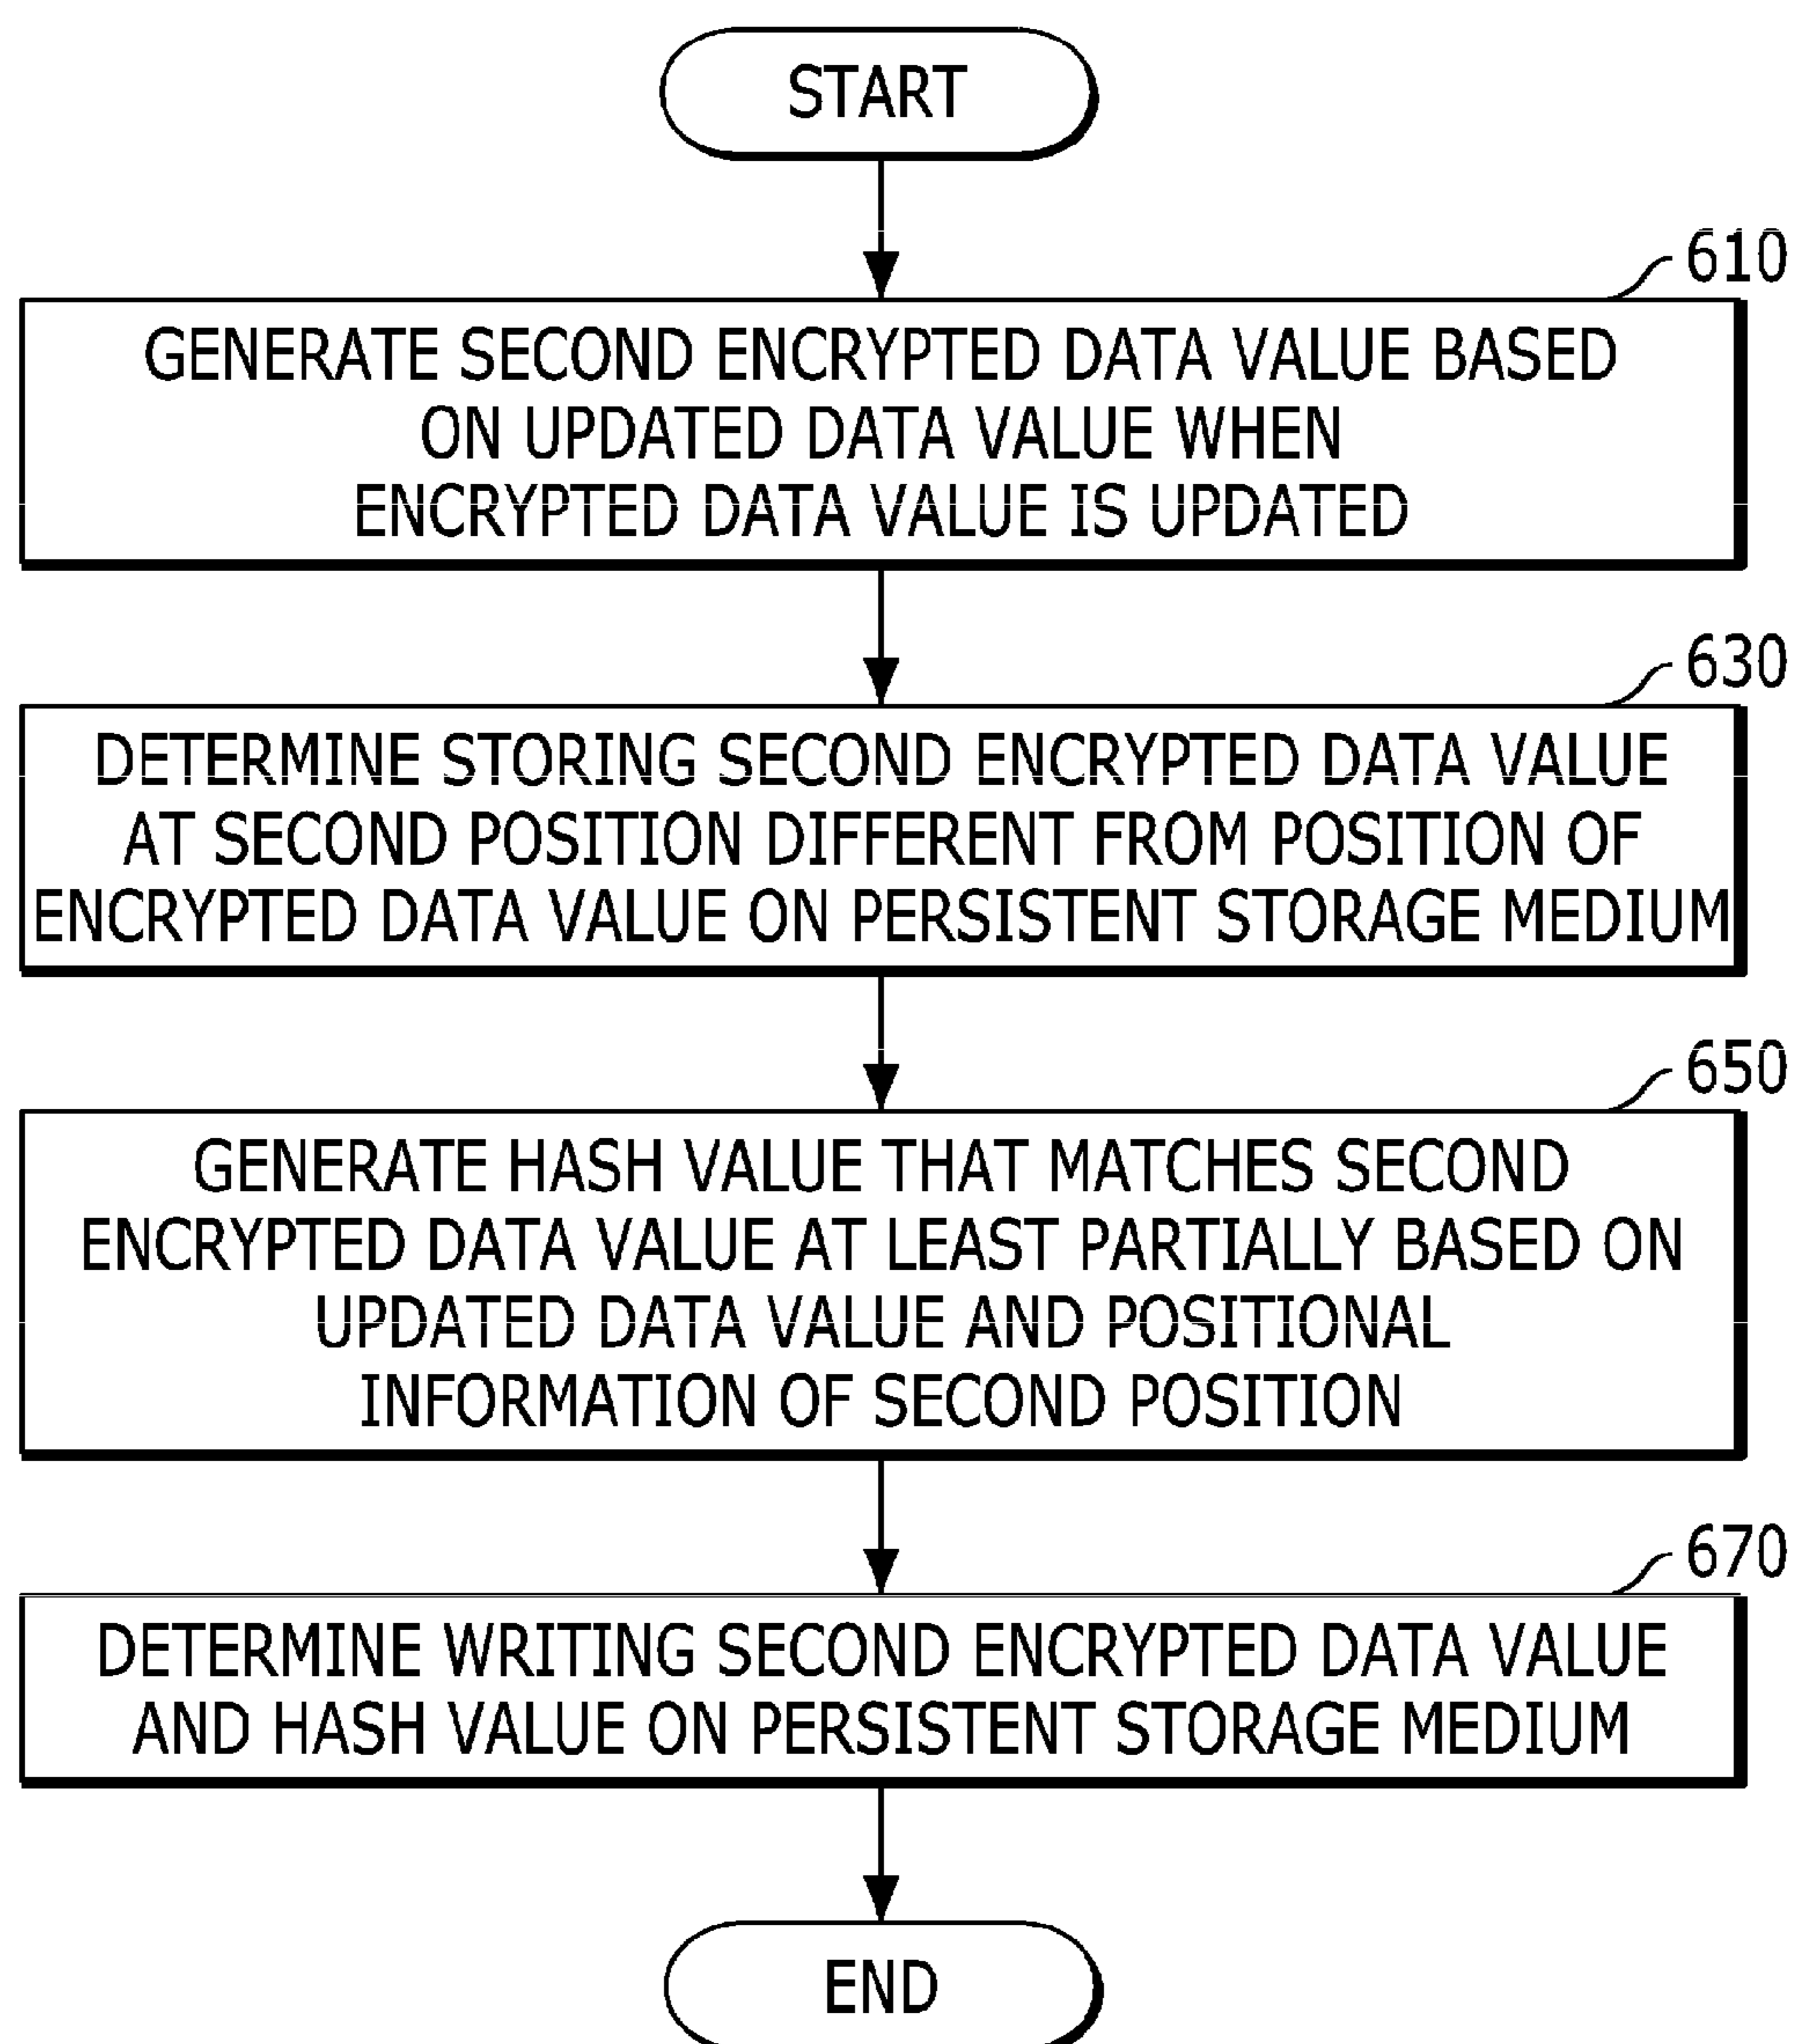 START
610
GENERATE SECOND ENCRYPTED DATA VALUE BASED
ON UPDATED DATA VALUE WHEN
ENCRYPTED DATA VALUE IS UPDATED
630
DETERMINE STORING SECOND ENCRYPTED DATA VALUE
AT SECOND POSITION DIFFERENT FROM POSITION OF
ENCRYPTED DATA VALUE ON PERSISTENT STORAGE MEDIUM
650
GENERATE HASH VALUE THAT MATCHES SECOND
ENCRYPTED DATA VALUE AT LEAST PARTIALLY BASED ON
UPDATED DATA VALUE AND POSITIONAL
INFORMATION OF SECOND POSITION
670
DETERMINE WRITING SECOND ENCRYPTED DATA VALUE
AND HASH VALUE ON PERSISTENT STORAGE MEDIUM
END